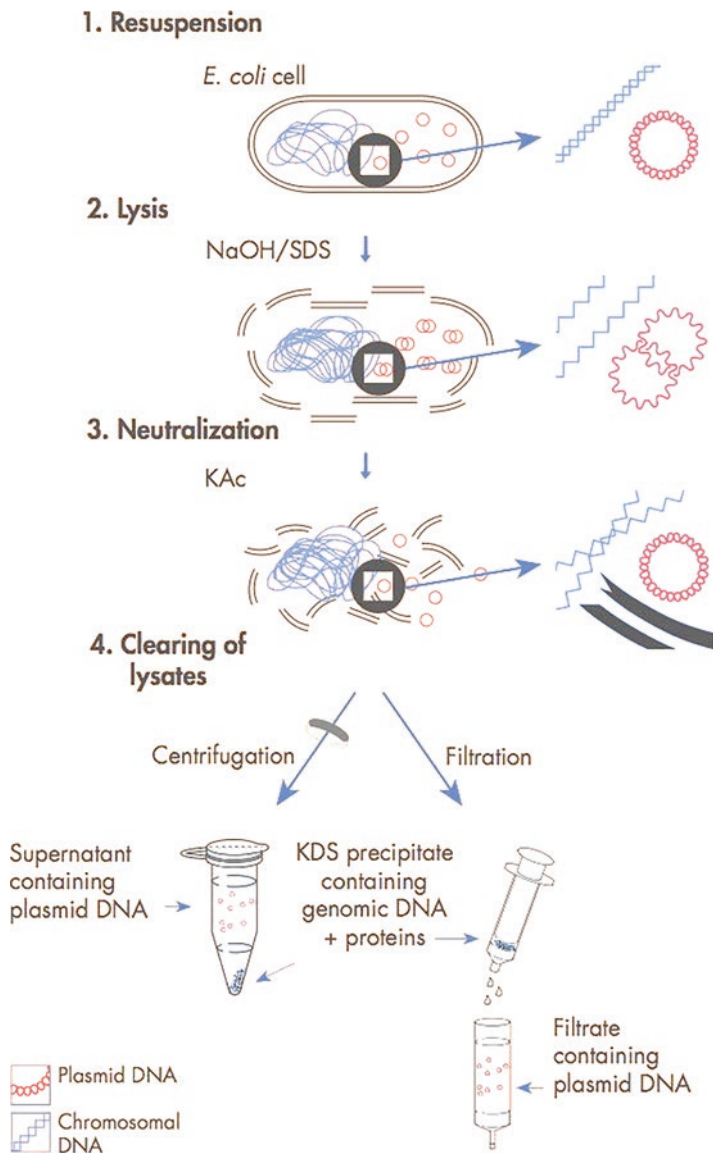 1. Resuspension
E. coli cell
2. Lysis
NaOH/SDS
3. Neutralization
KAc
4. Clearing of
lysates
Centrifugation
Filtration
Supernatant
containing
plasmid DNA
KDS precipitate
containing
genomic DNA
+ proteins
Filtrate
containing
plasmid DNA
Plasmid DNA
Chromosomal
DNA